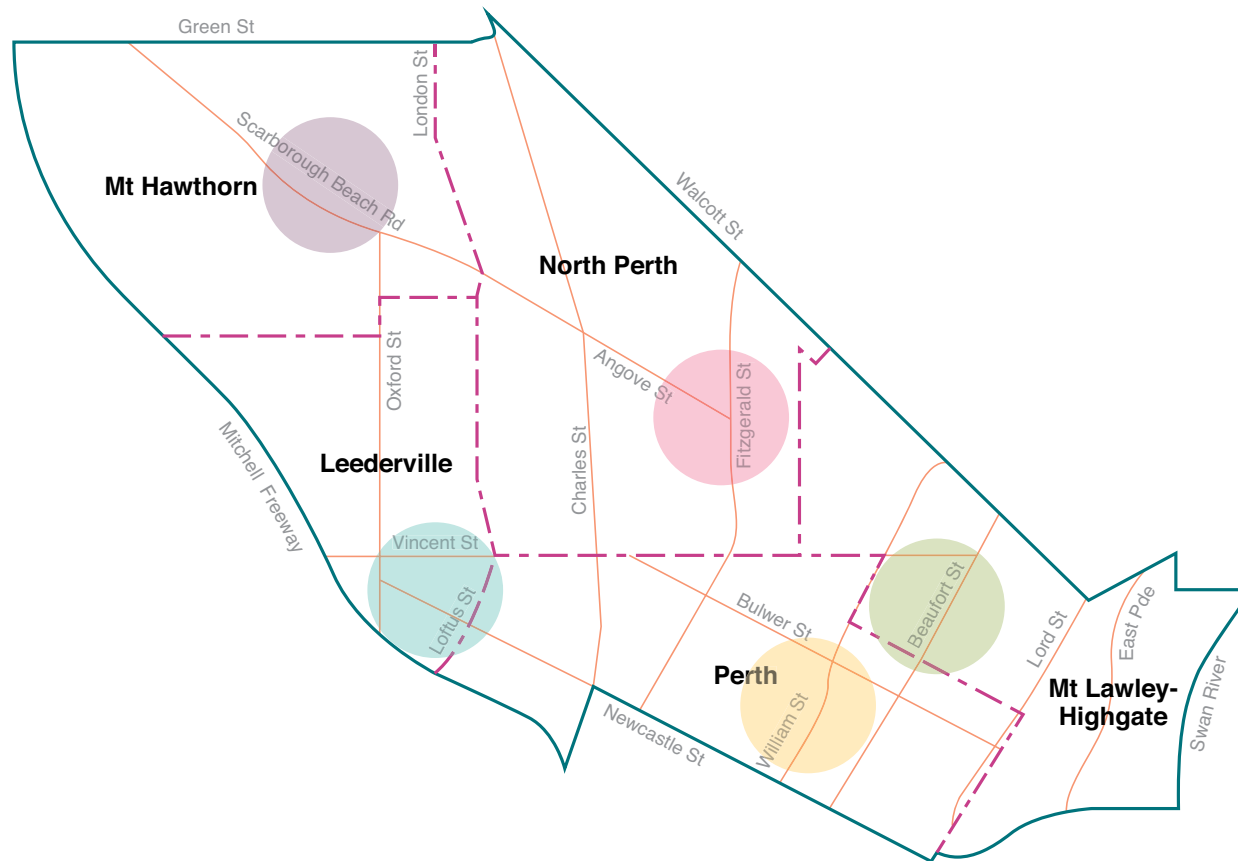 Green St
London St
Scarborough Beach Rd
Mt Hawthorn
Walcott St
North Perth
Oxford St
Angove St
Fitzgerald St
Mitchell Freeway
Leederville
Charles St
Vincent St
Loftus St
Bulwer St
Beaufort St
Lord St
East Pde
Perth
Mt Lawley-
Highgate
Swan River
William St
Newcastle St